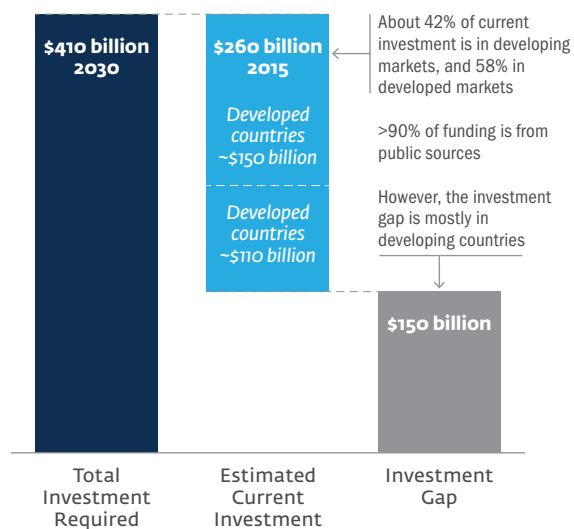 $410 billion
2030
$260 billion
2015
Developed
countries
~$150 billion
Developed
countries
~$110 billion
About 42% of current
investment is in developing
markets, and 58% in
developed markets
>90% of funding is from
public sources
However, the investment
gap is mostly in
developing countries
$150 billion
Total
Investment
Required
Estimated
Current
Investment
Investment
Gap